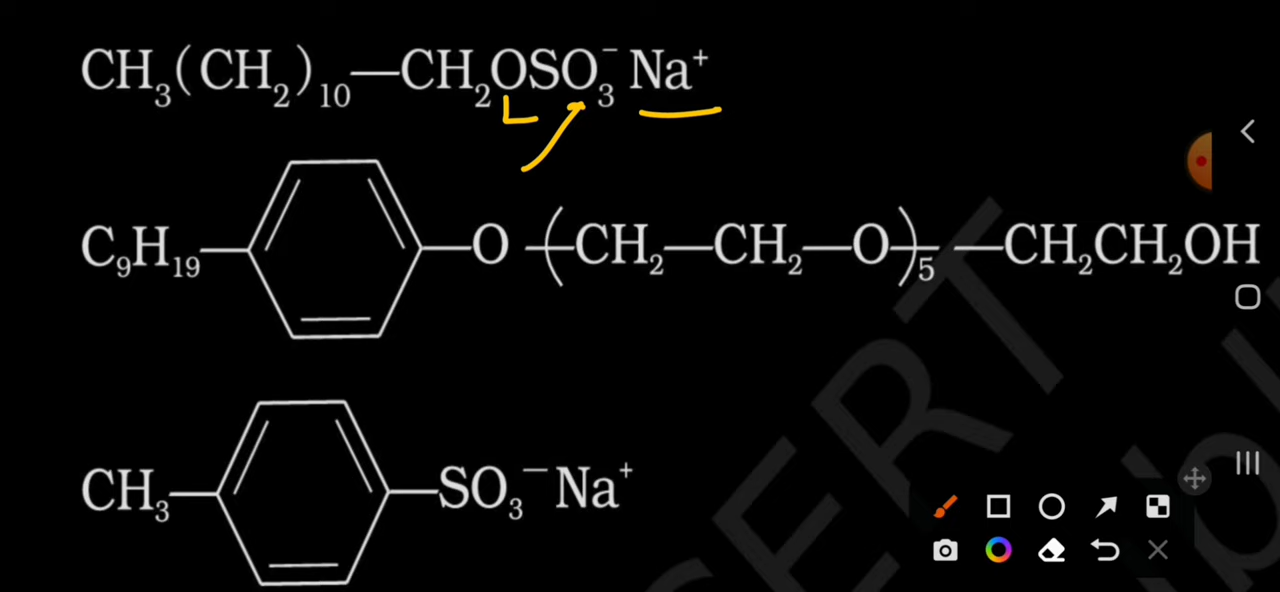 CH₃(CH₂)₁₀—CH₂OSO₃⁻Na⁺
C₉H₁₉—O—(CH₂—CH₂—O)₅—CH₂CH₂OH
CH₃—SO₃⁻Na⁺